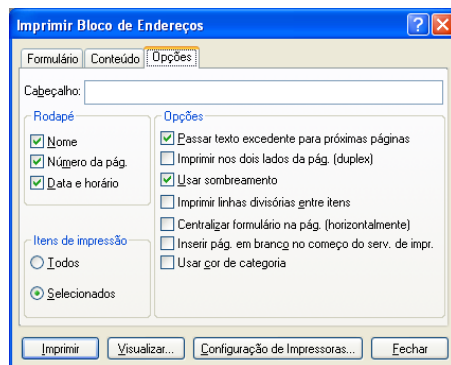 Imprimir Bloco de Endereços
Formulário Conteúdo Opções
Cabeçalho:
Rodapé
Nome
Número da pág.
Data e horário
Itens de impressão
Todos
Selecionados
Opções
Passar texto excedente para próximas páginas
Imprimir nos dois lados da pág. (duplex)
Usar sombreamento
Imprimir linhas divisórias entre itens
Centralizar formulário na pág. (horizontalmente)
Inserir pág. em branco no começo do serv. de impr.
Usar cor de categoria
Imprimir Visualizar... Configuração de Impressoras... Fechar